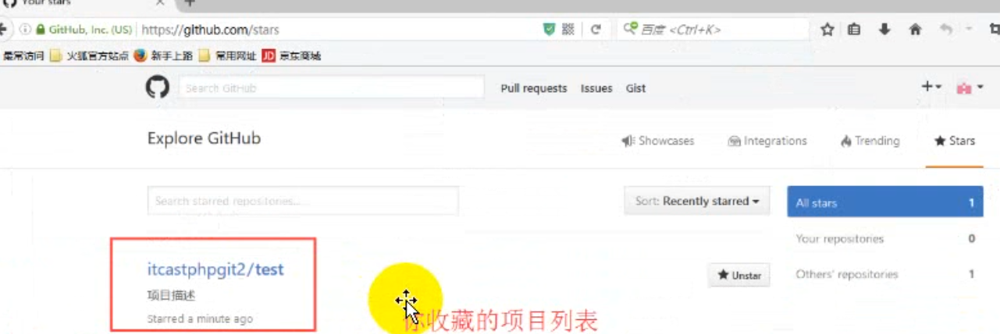 Your stars
GitHub, Inc. (US) https://github.com/stars 百度 <Ctrl+K>
最常访问 火狐官方站点 新手上路 常用网址 JD 京东商城
Search GitHub Pull requests Issues Gist
Explore GitHub Showcases Integrations Trending Stars
Search starred repositories... Sort: Recently starred All stars 1
Your repositories 0
itcastphpgit2/test Unstar Others' repositories 1
项目描述
Starred a minute ago
你收藏的项目列表